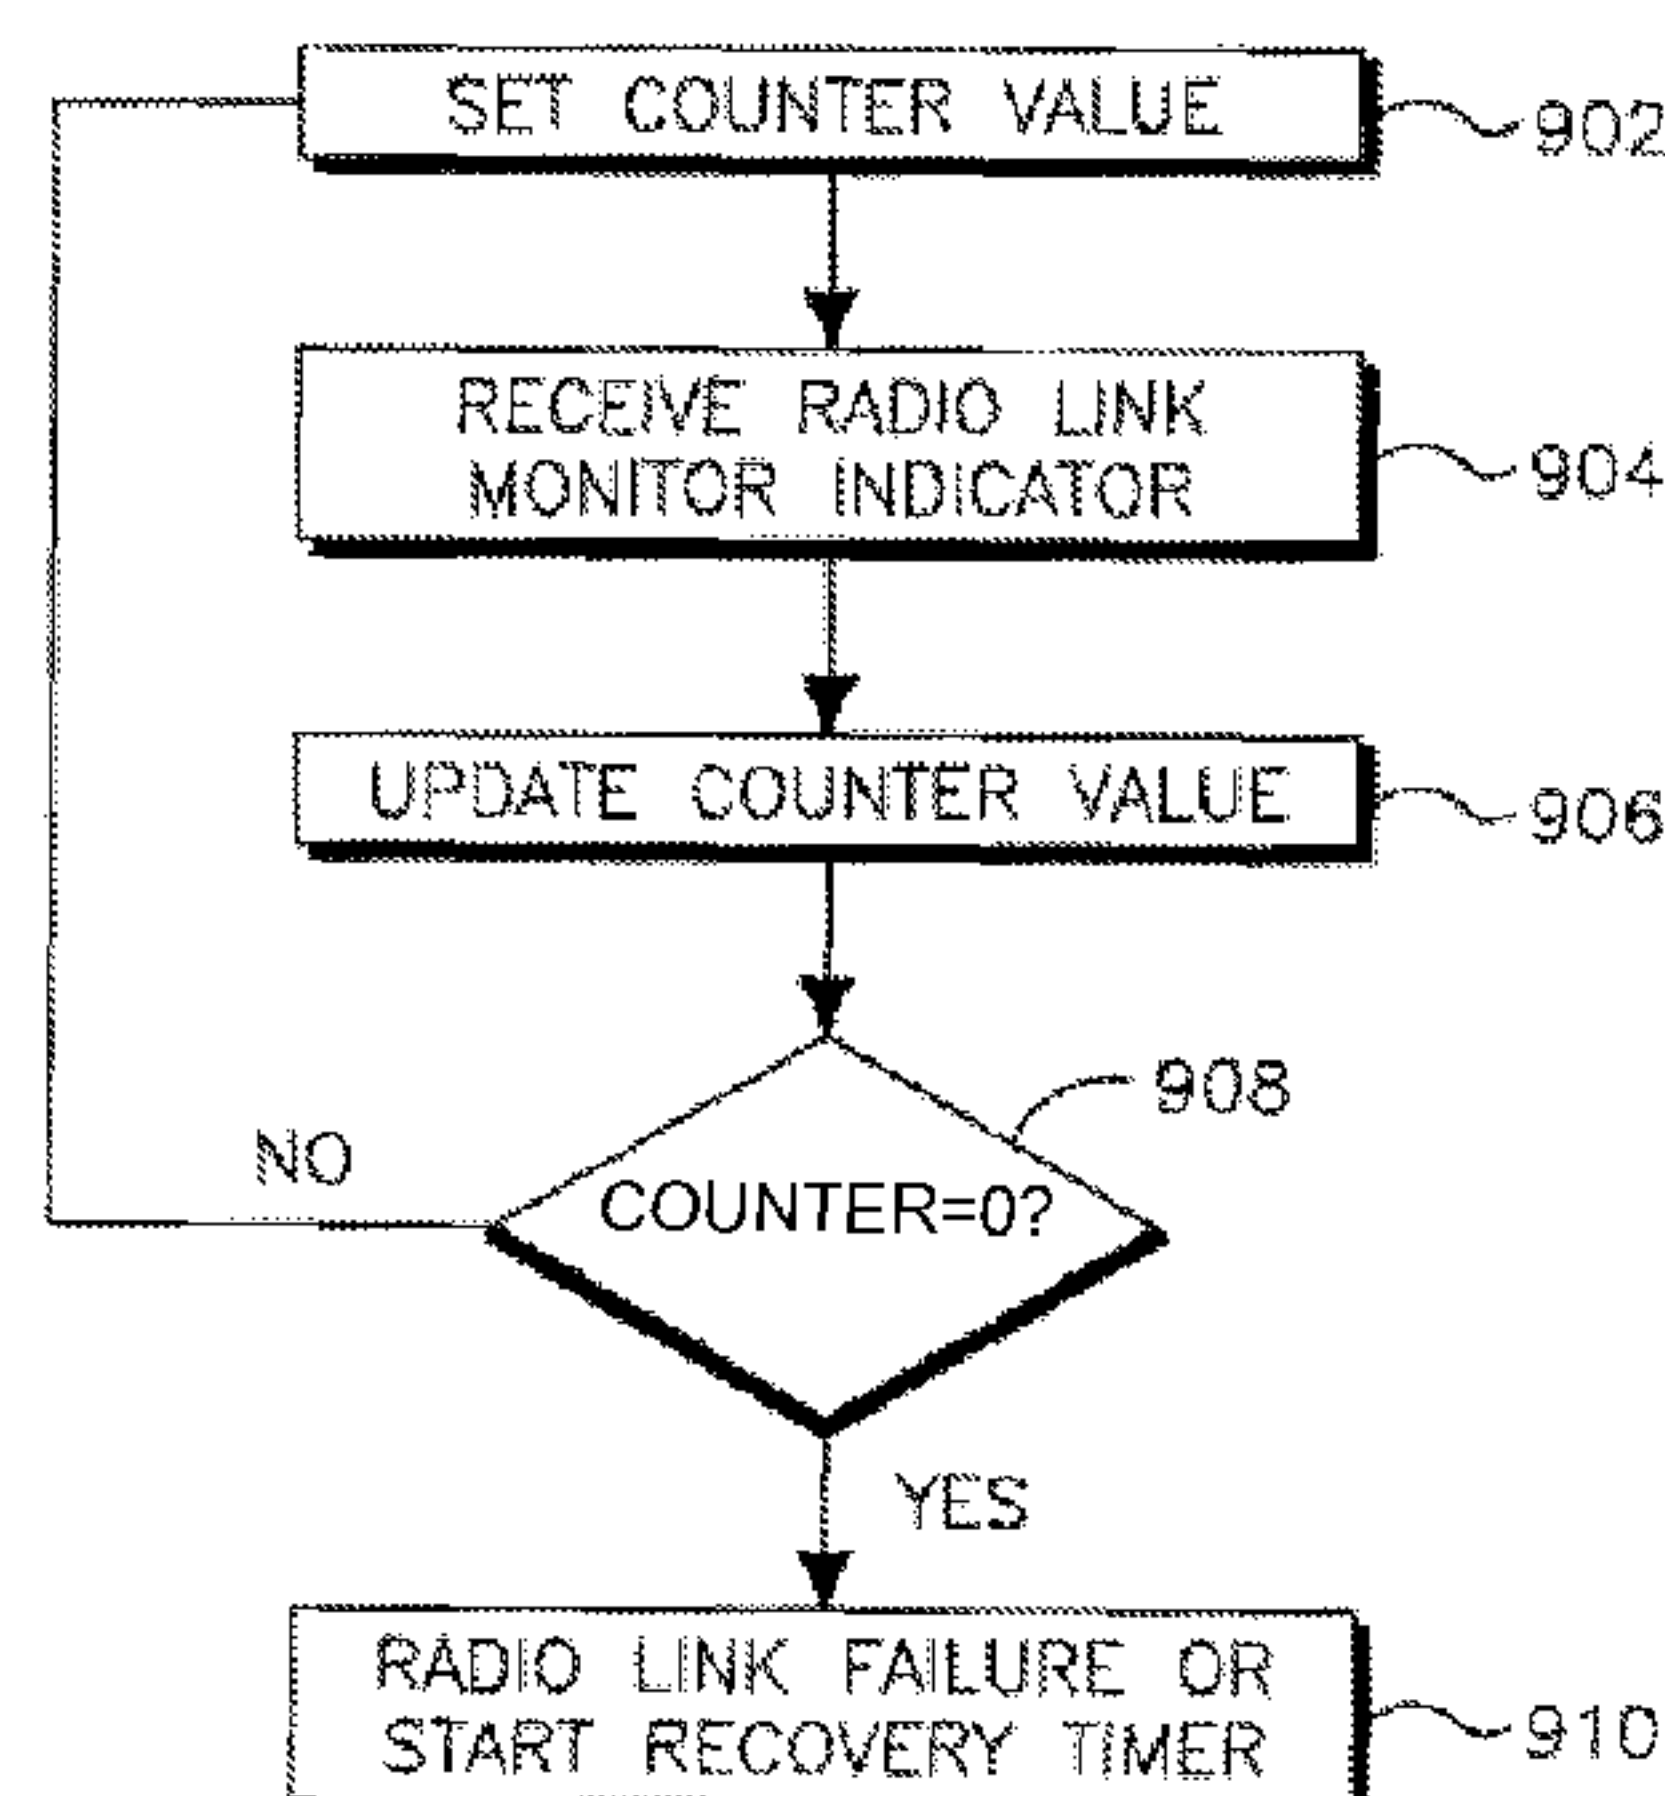 SET COUNTER VALUE
902
RECEIVE RADIO LINK
MONITOR INDICATOR
904
UPDATE COUNTER VALUE
906
908
NO
COUNTER=0?
YES
RADIO LINK FAILURE OR
START RECOVERY TIMER
910